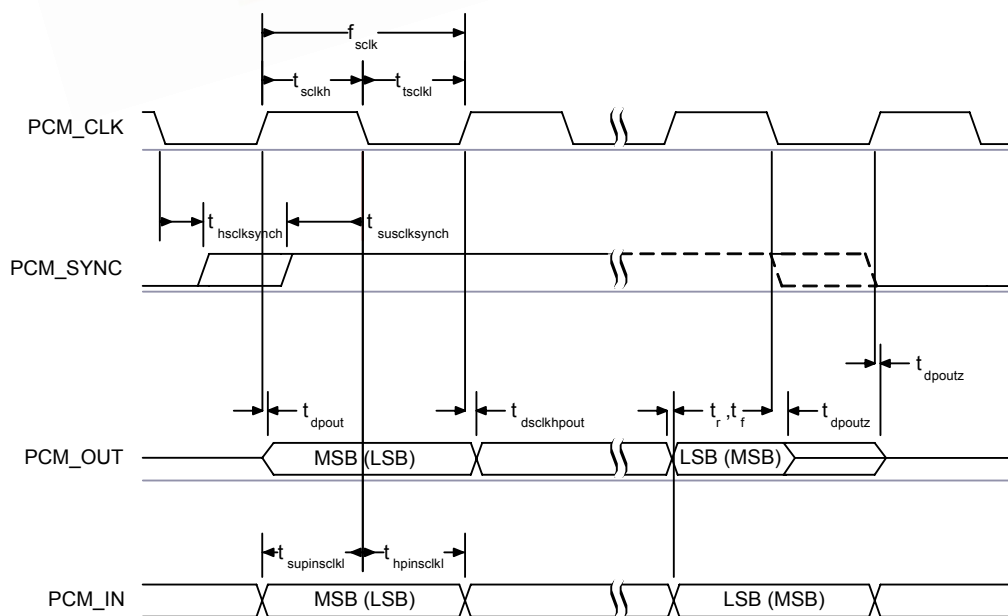 f sclk
t sclkh
t tsclkl
PCM_CLK
t hsclksynch
t susclksynch
PCM_SYNC
t dpoutz
t dpout
t dsclkhpout
t r ,t f
t dpoutz
PCM_OUT
MSB (LSB)
LSB (MSB)
t supinsclkl
t hpinsclkl
PCM_IN
MSB (LSB)
LSB (MSB)